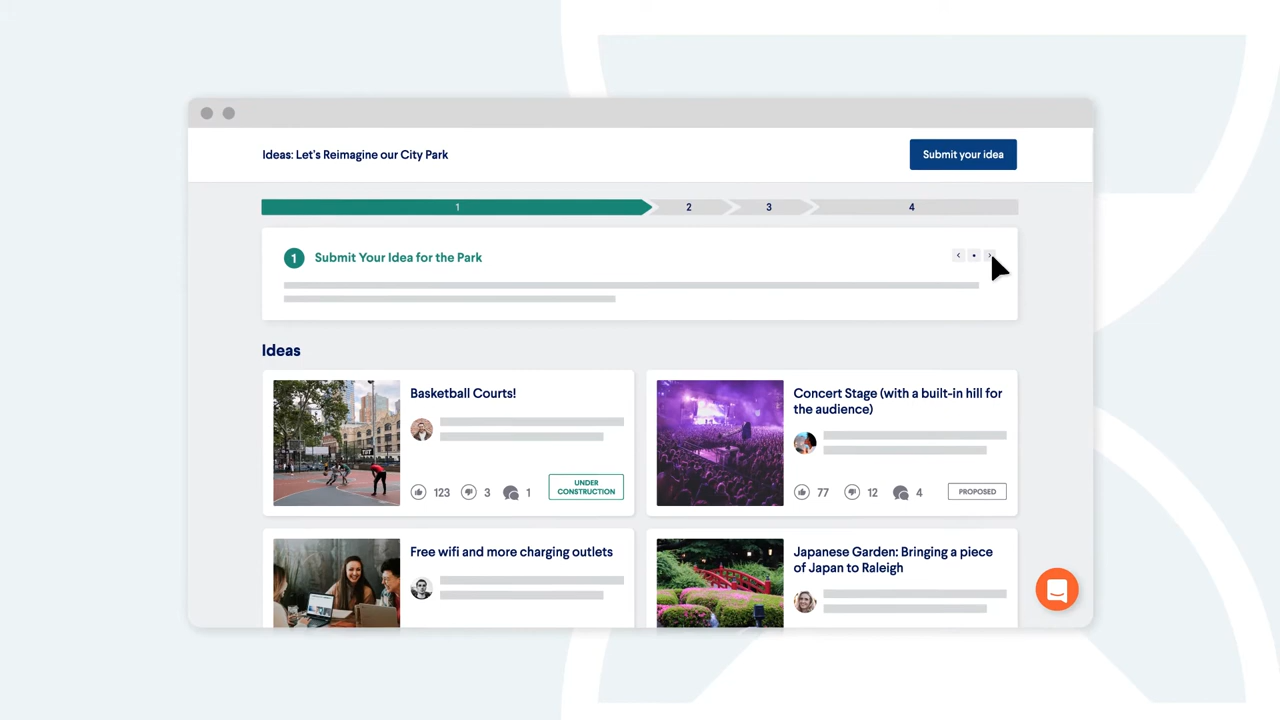 Ideas: Let's Reimagine our City Park
Submit your idea
1
2
3
4
1
Submit Your Idea for the Park
Ideas
Basketball Courts!
123
3
1
UNDER
CONSTRUCTION
Concert Stage (with a built-in hill for
the audience)
77
12
4
PROPOSED
Free wifi and more charging outlets
Japanese Garden: Bringing a piece
of Japan to Raleigh